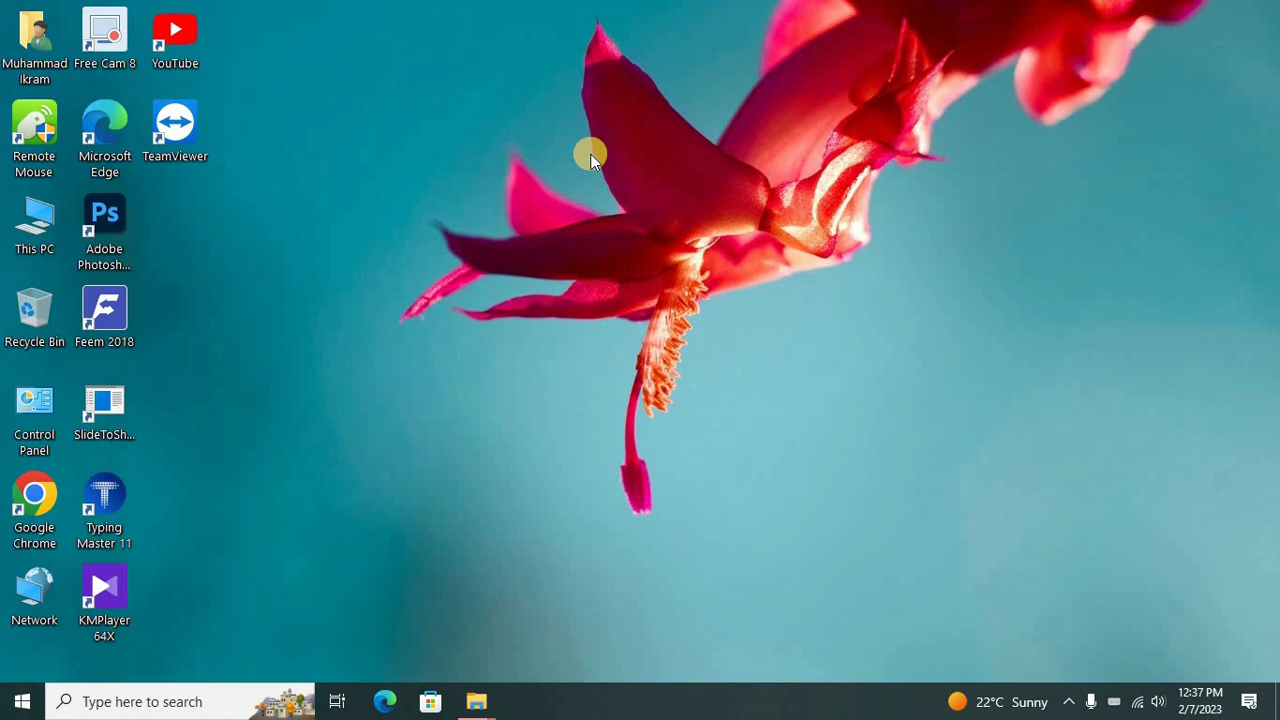 Muhammad
Ikram
Free Cam 8
YouTube
Remote
Mouse
Microsoft
Edge
TeamViewer
This PC
Ps
Adobe
Photosh...
Recycle Bin
Feem 2018
Control
Panel
SlideToSh...
Google
Chrome
Typing
Master 11
Network
KMPlayer
64X
Type here to search
22°C Sunny
12:37 PM
2/7/2023